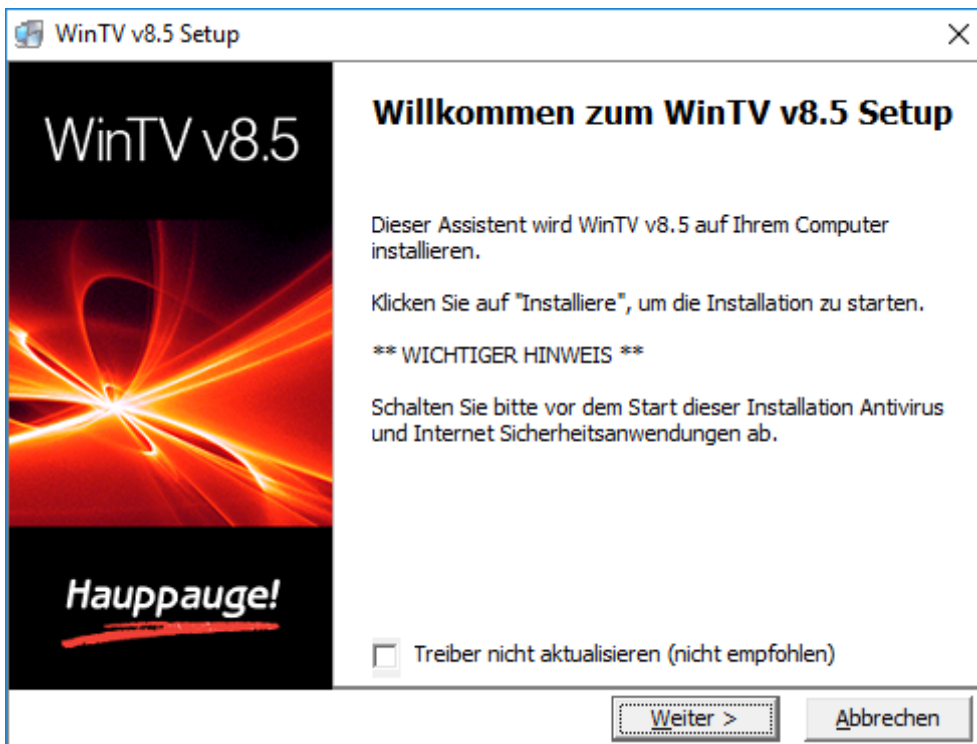 WinTV v8.5 Setup
WinTV v8.5
Willkommen zum WinTV v8.5 Setup
Dieser Assistent wird WinTV v8.5 auf Ihrem Computer
installieren.
Klicken Sie auf "Installiere", um die Installation zu starten.
** WICHTIGER HINWEIS **
Schalten Sie bitte vor dem Start dieser Installation Antivirus
und Internet Sicherheitsanwendungen ab.
Hauppauge!
Treiber nicht aktualisieren (nicht empfohlen)
Weiter >
Abbrechen